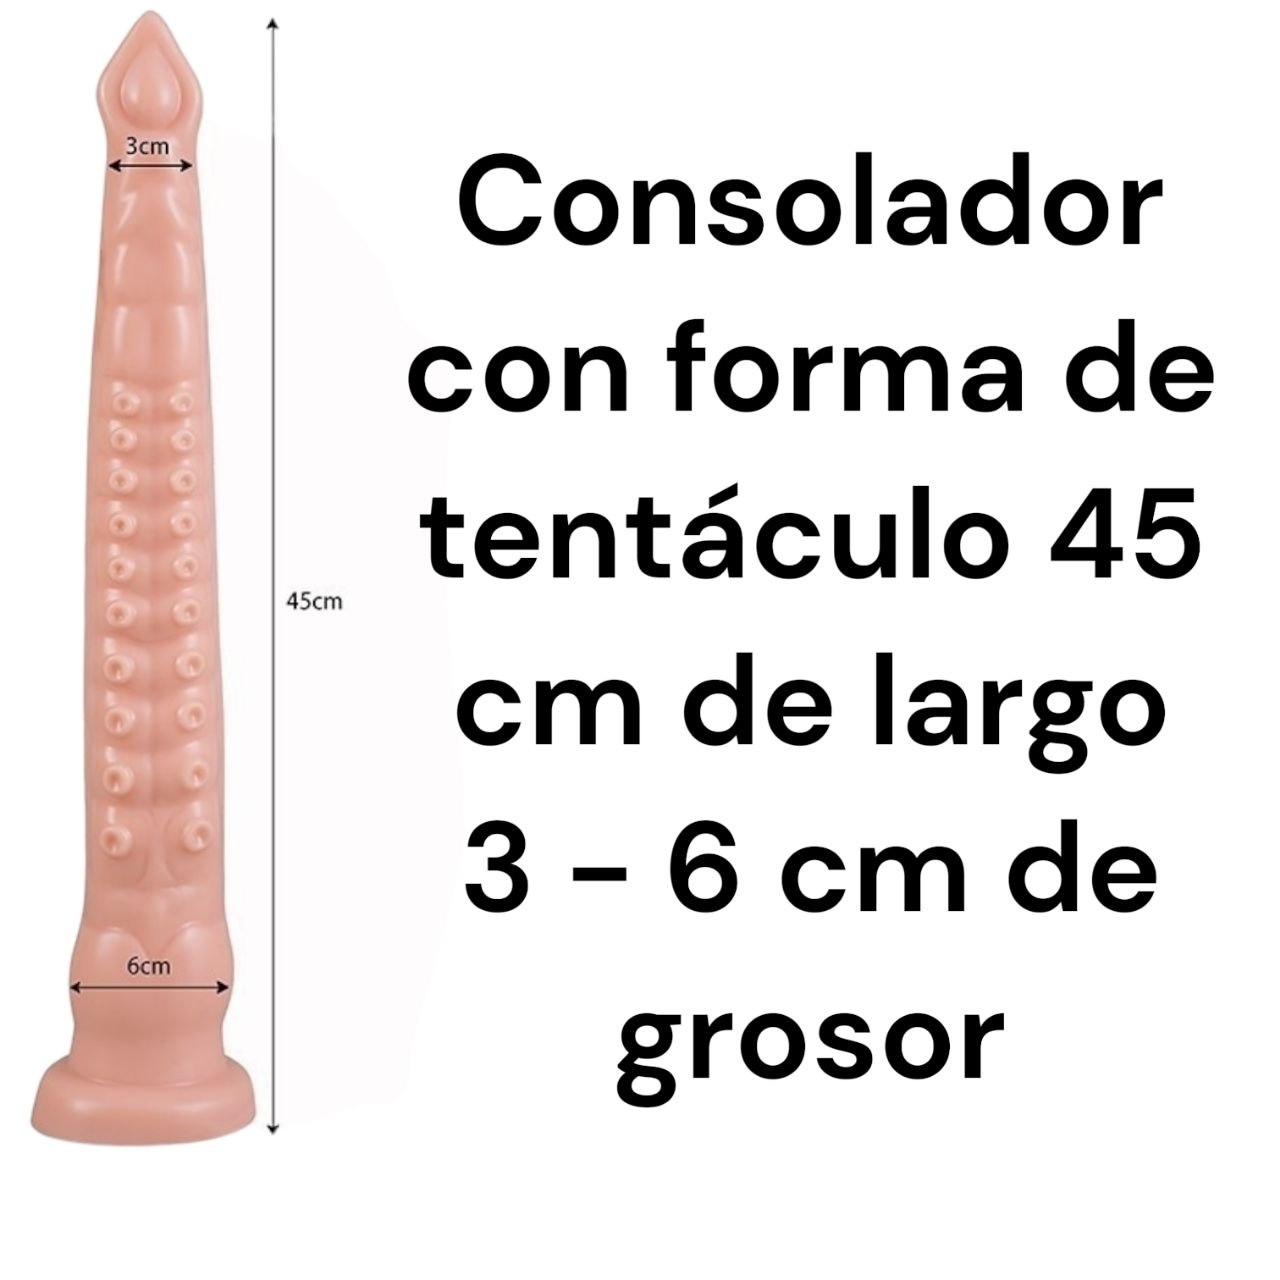 3cm
45cm
6cm
Consolador
con forma de
tentáculo 45
cm de largo
3 - 6 cm de
grosor